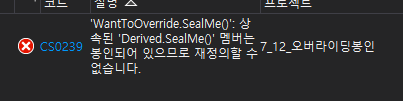 코드 설명 프로젝트
'WantToOverride.SealMe()': 상
속된 'Derived.SealMe()' 멤버는
CS0239 봉인되어 있으므로 재정의할 수 7_12_오버라이딩봉인
없습니다.